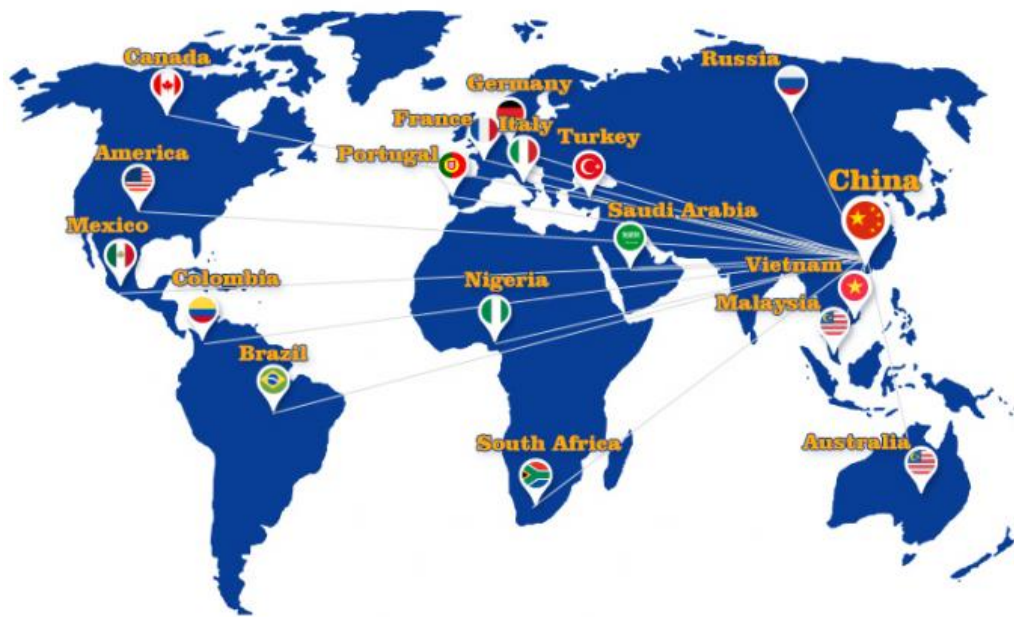 Canada
Russia
Germany
France
Italy
Turkey
America
Portugal
China
Saudi Arabia
Mexico
Vietnam
Colombia
Nigeria
Malaysia
Brazil
South Africa
Australia